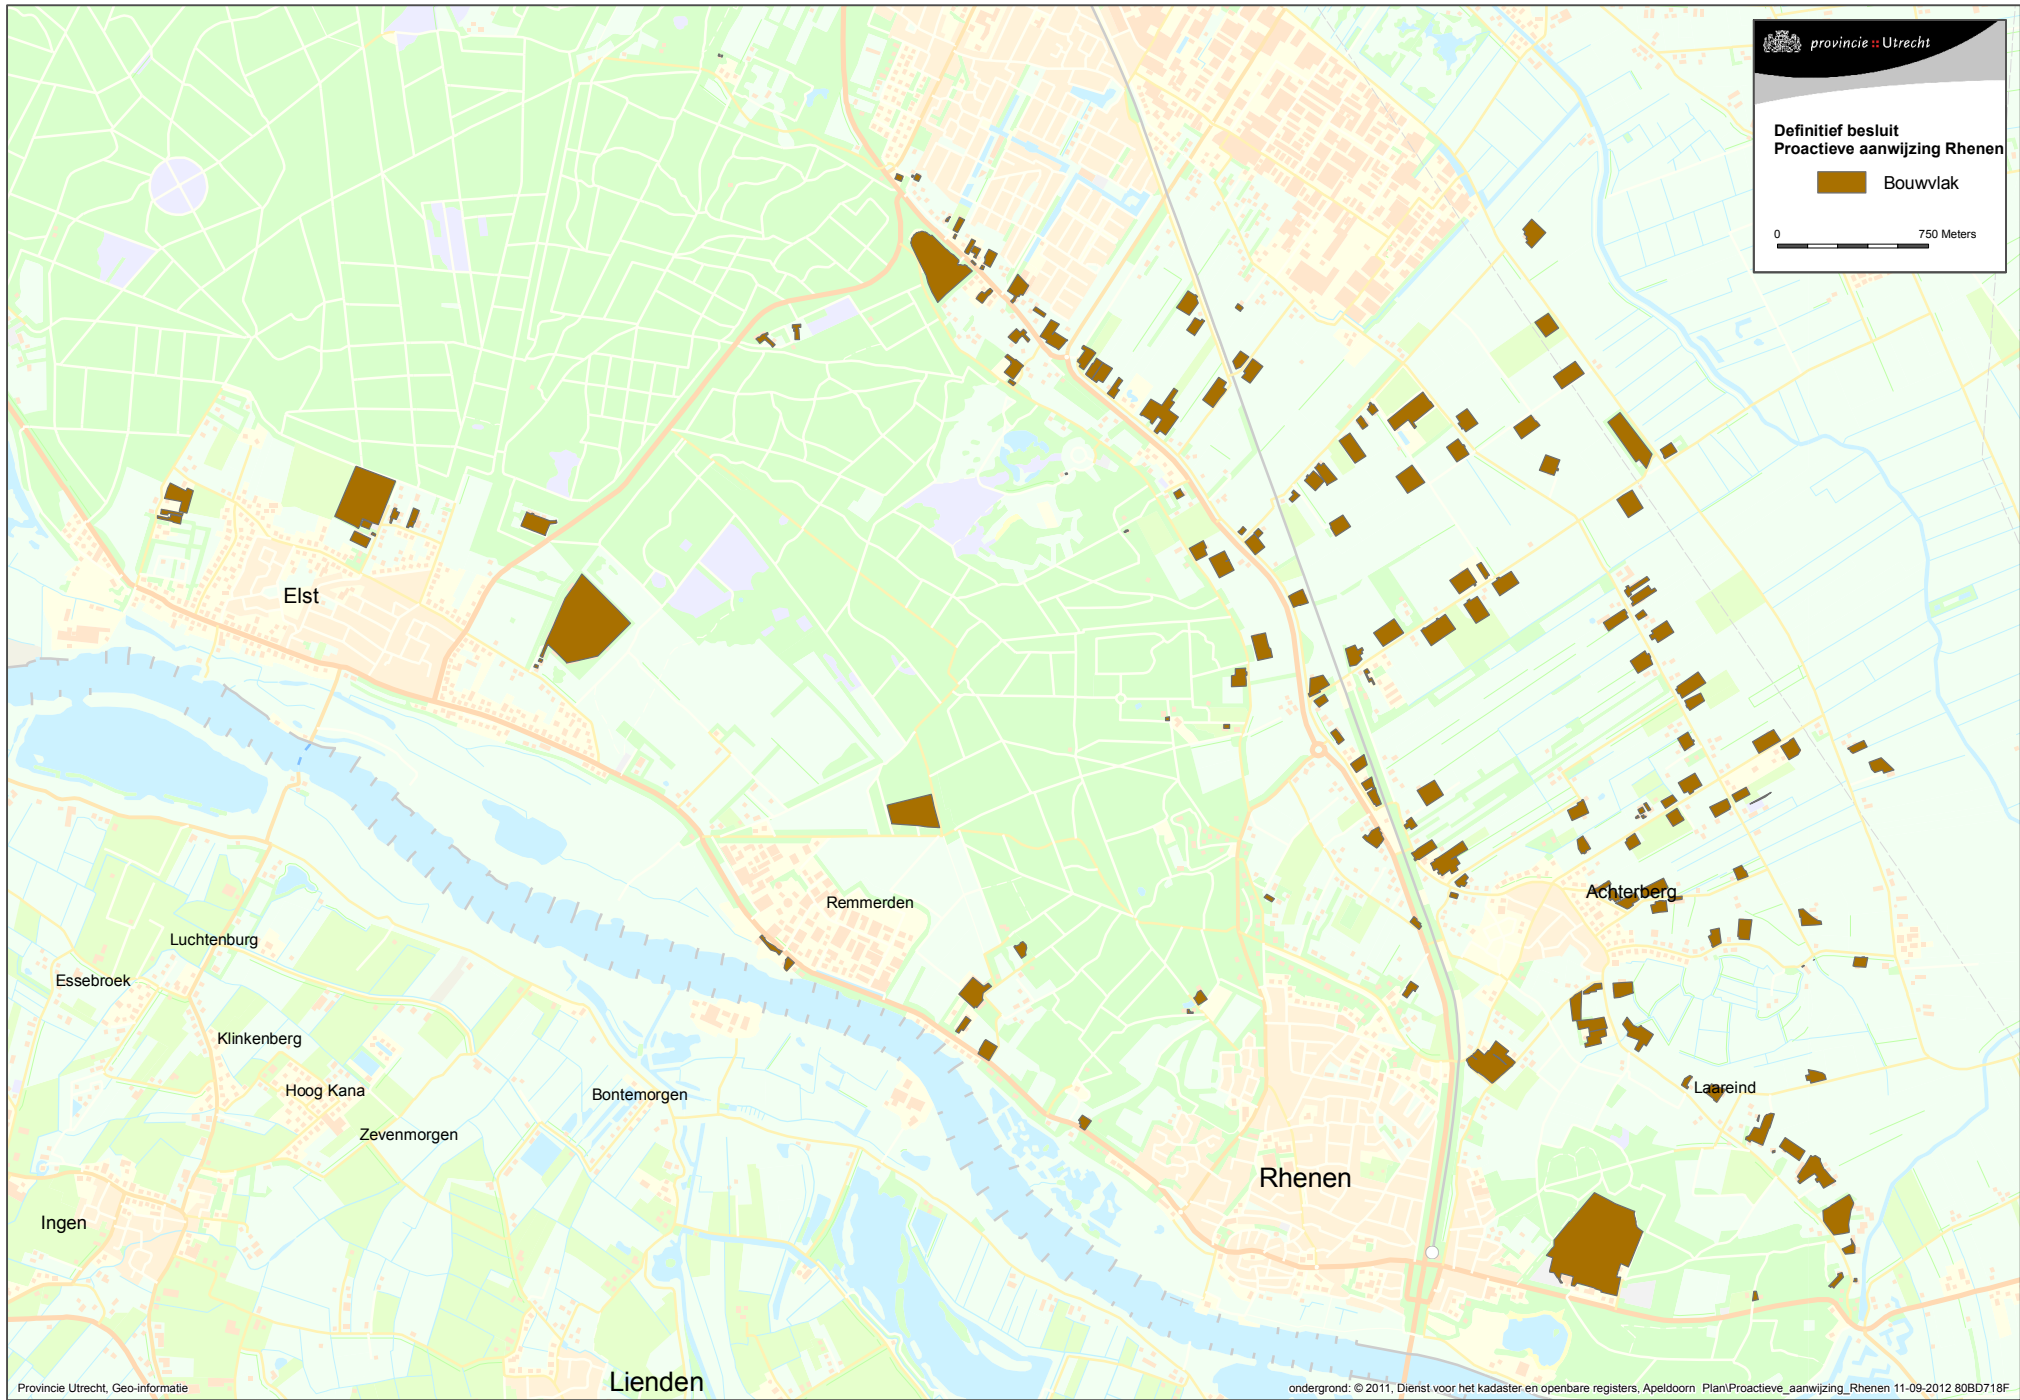 provincie :: Utrecht
Definitief besluit
Proactieve aanwijzing Rhenen
Bouwvlak
0 750 Meters
Elst
Remmerden
Achterberg
Luchtenburg
Essebroek
Klinkenberg
Hoog Kana
Bontemorgen
Laareind
Zevenmorgen
Rhenen
Ingen
Lienden
Provincie Utrecht, Geo-informatie
ondergrond: © 2011, Dienst voor het kadaster en openbare registers, Apeldoorn Plan\Proactieve_aanwijzing_Rhenen 11-09-2012 80BD718F